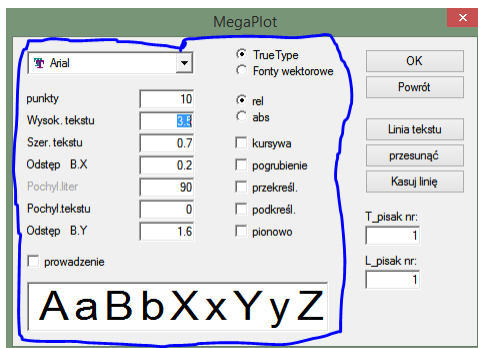 MegaPlot
Arial
punkty 10
Wysok. tekstu 3.5
Szer. tekstu 0.7
Odstęp B.X 0.2
Pochyl.liter 90
Pochyl.tekstu 0
Odstęp B.Y 1.6
prowadzenie
TrueType
Fonty wektorowe
rel
abs
kursywa
pogrubienie
przekreśl.
podkreśl.
pionowo
AaBbXxYyZ
OK
Powrót
Linia tekstu
przesunąć
Kasuj linię
T_pisak nr:
1
L_pisak nr:
1